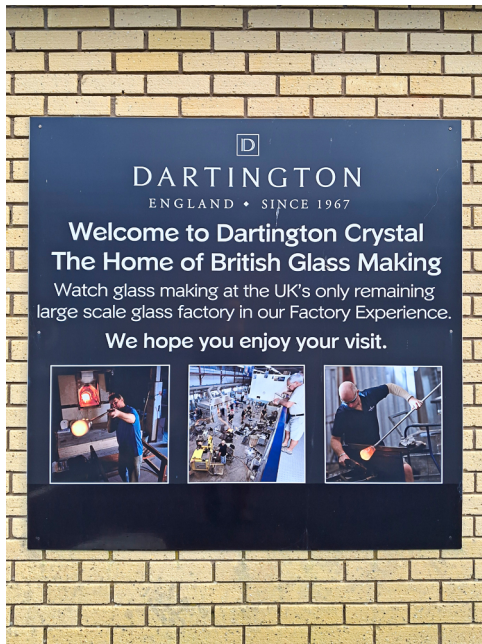 D
DARTINGTON
ENGLAND ◆ SINCE 1967
Welcome to Dartington Crystal
The Home of British Glass Making
Watch glass making at the UK's only remaining
large scale glass factory in our Factory Experience.
We hope you enjoy your visit.